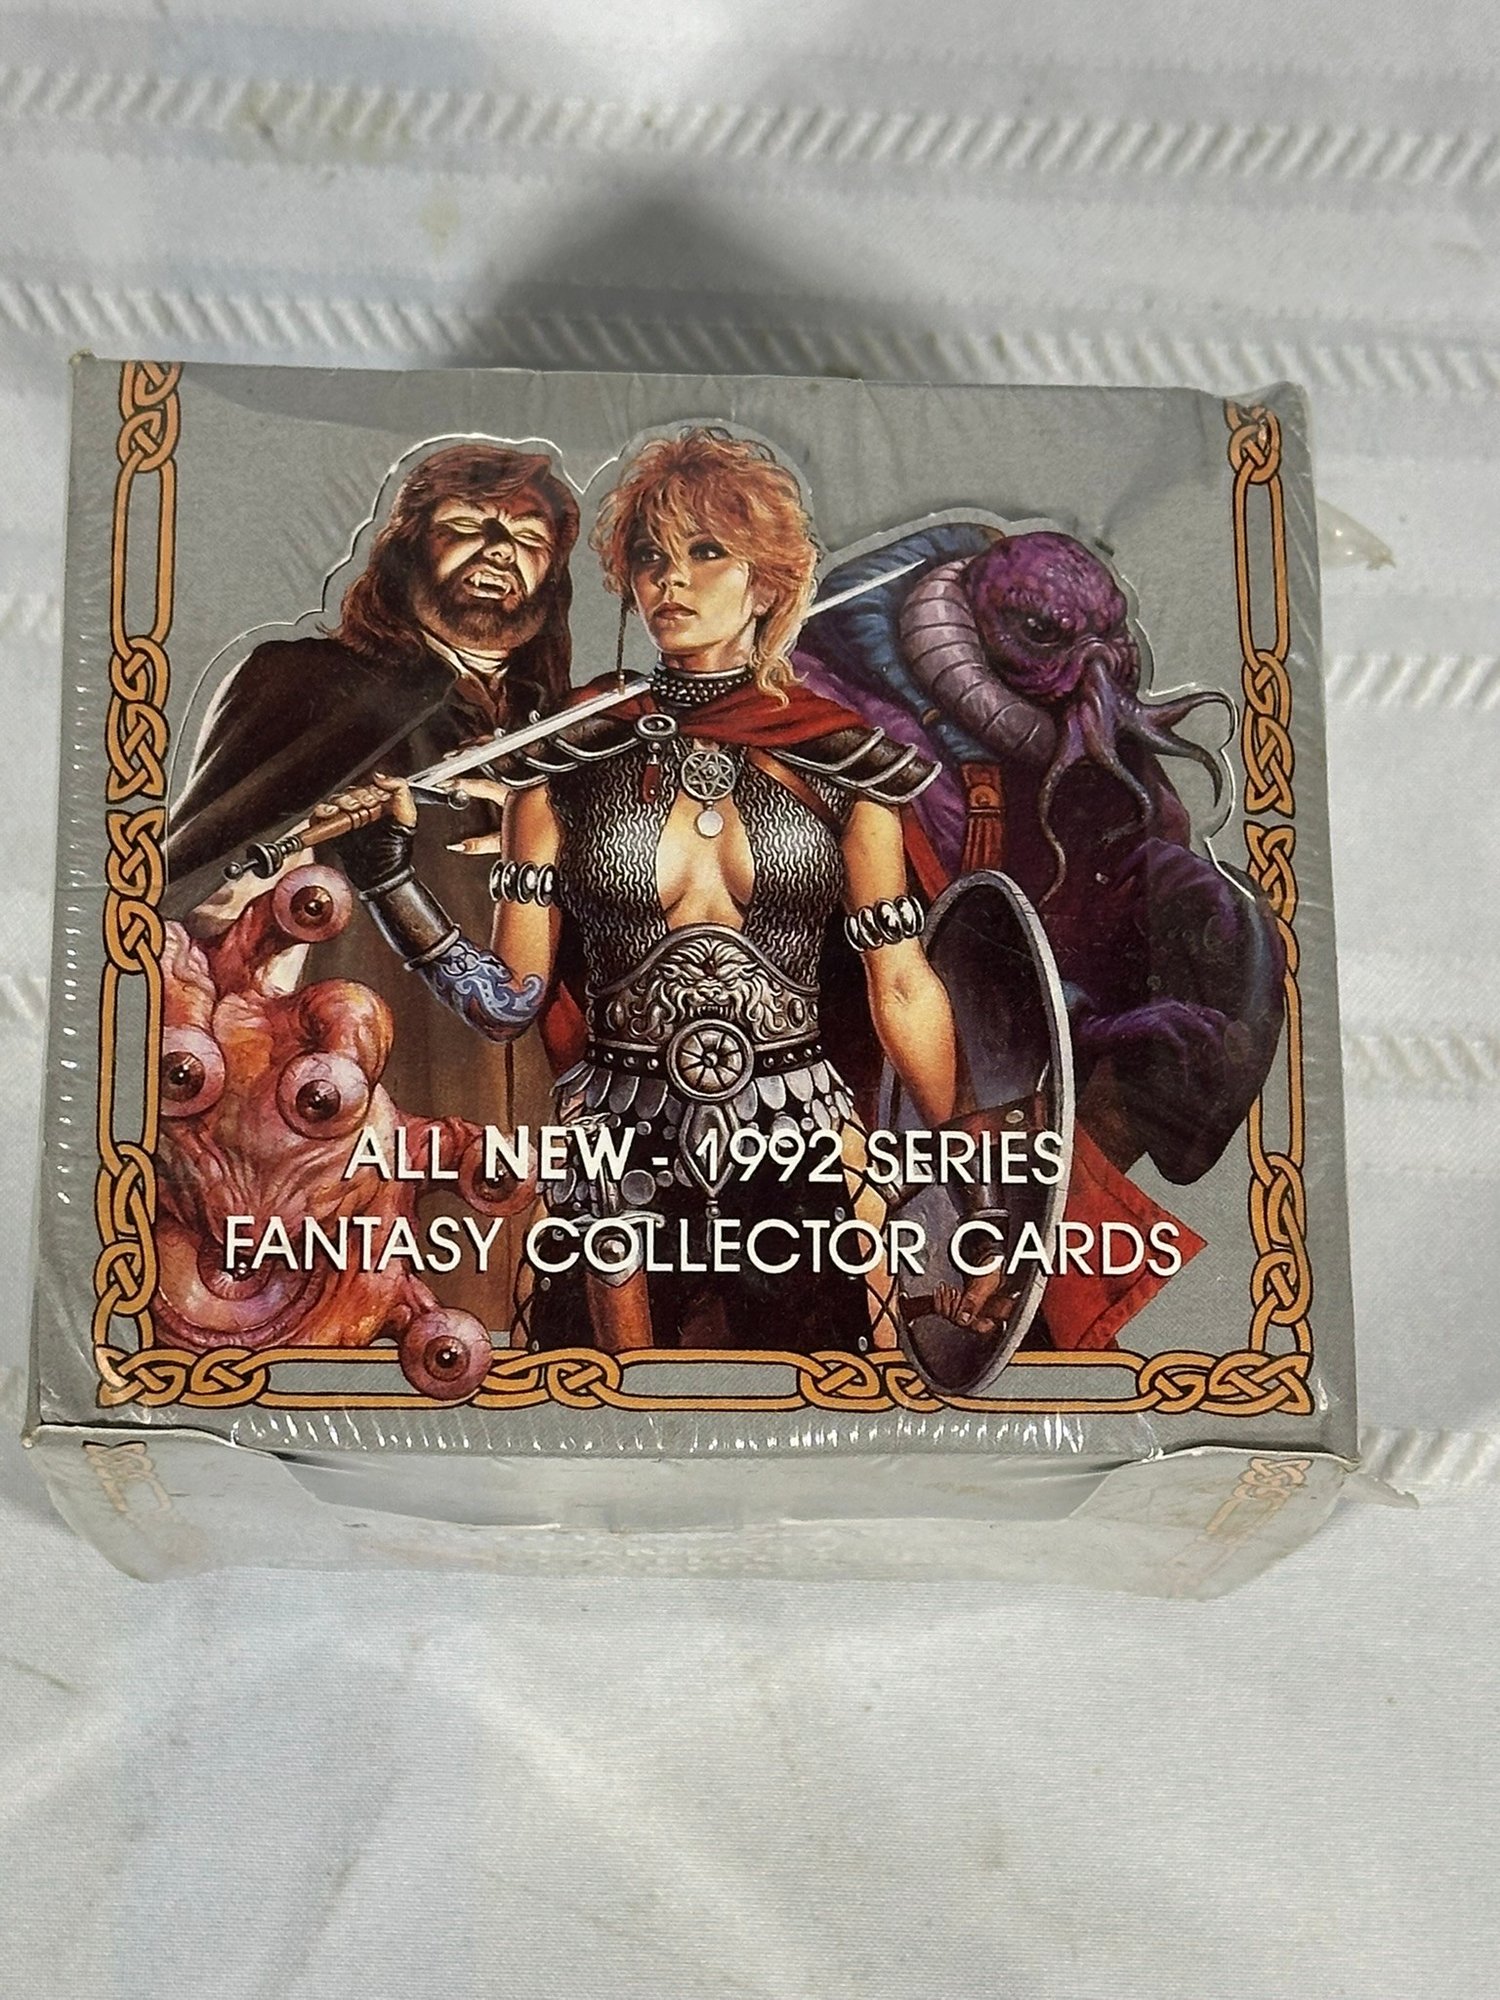 ALL NEW - 1992 SERIES
FANTASY COLLECTOR CARDS